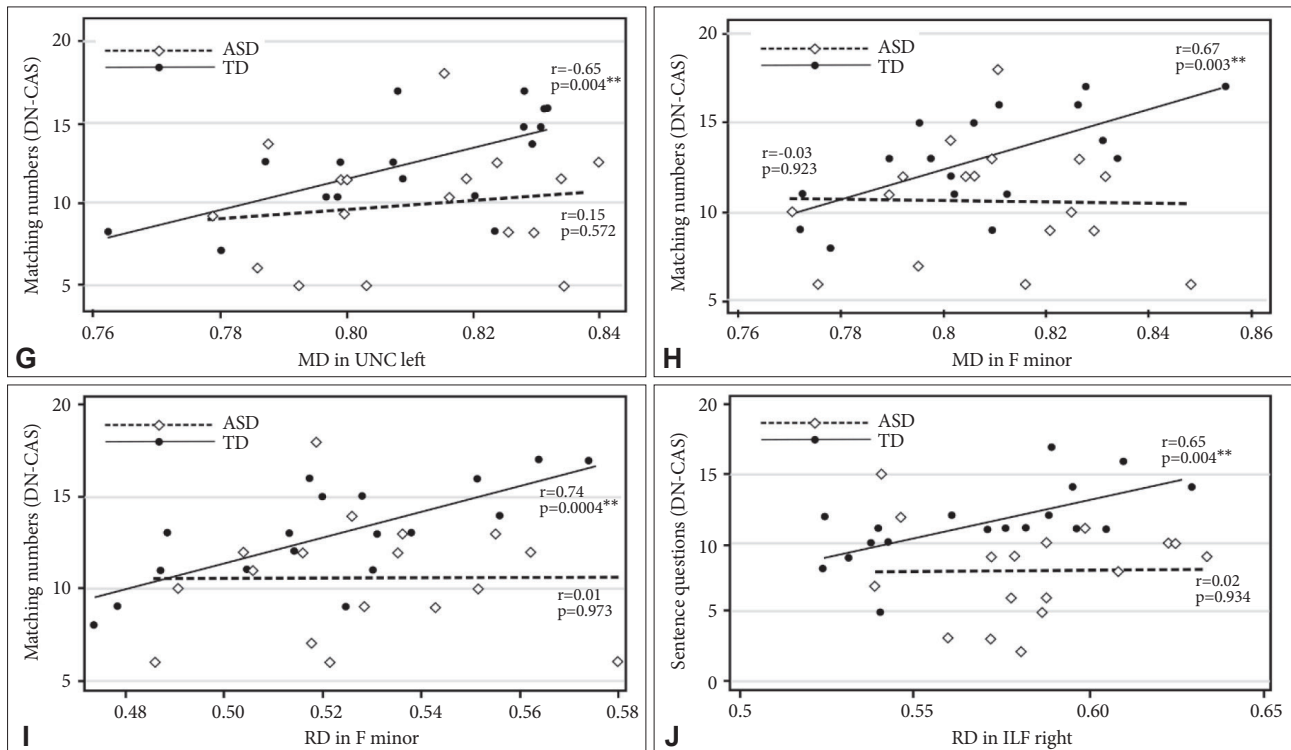 20
ASD
TD
r=-0.65
p=0.004**
15
10
r=0.15
p=0.572
5
Matching numbers (DN-CAS)
0.76
0.78
0.80
0.82
0.84
MD in UNC left
G
20
ASD
TD
r=0.67
p=0.003**
15
r=-0.03
p=0.923
10
5
Matching numbers (DN-CAS)
0.76
0.78
0.8
0.82
0.84
0.86
MD in F minor
H
20
ASD
TD
15
r=0.74
p=0.0004**
10
r=0.01
p=0.973
5
Matching numbers (DN-CAS)
0.48
0.50
0.52
0.54
0.56
0.58
RD in F minor
I
20
ASD
TD
r=0.65
p=0.004**
15
10
r=0.02
p=0.934
5
0
Sentence questions (DN-CAS)
0.5
0.55
0.60
0.65
RD in ILF right
J